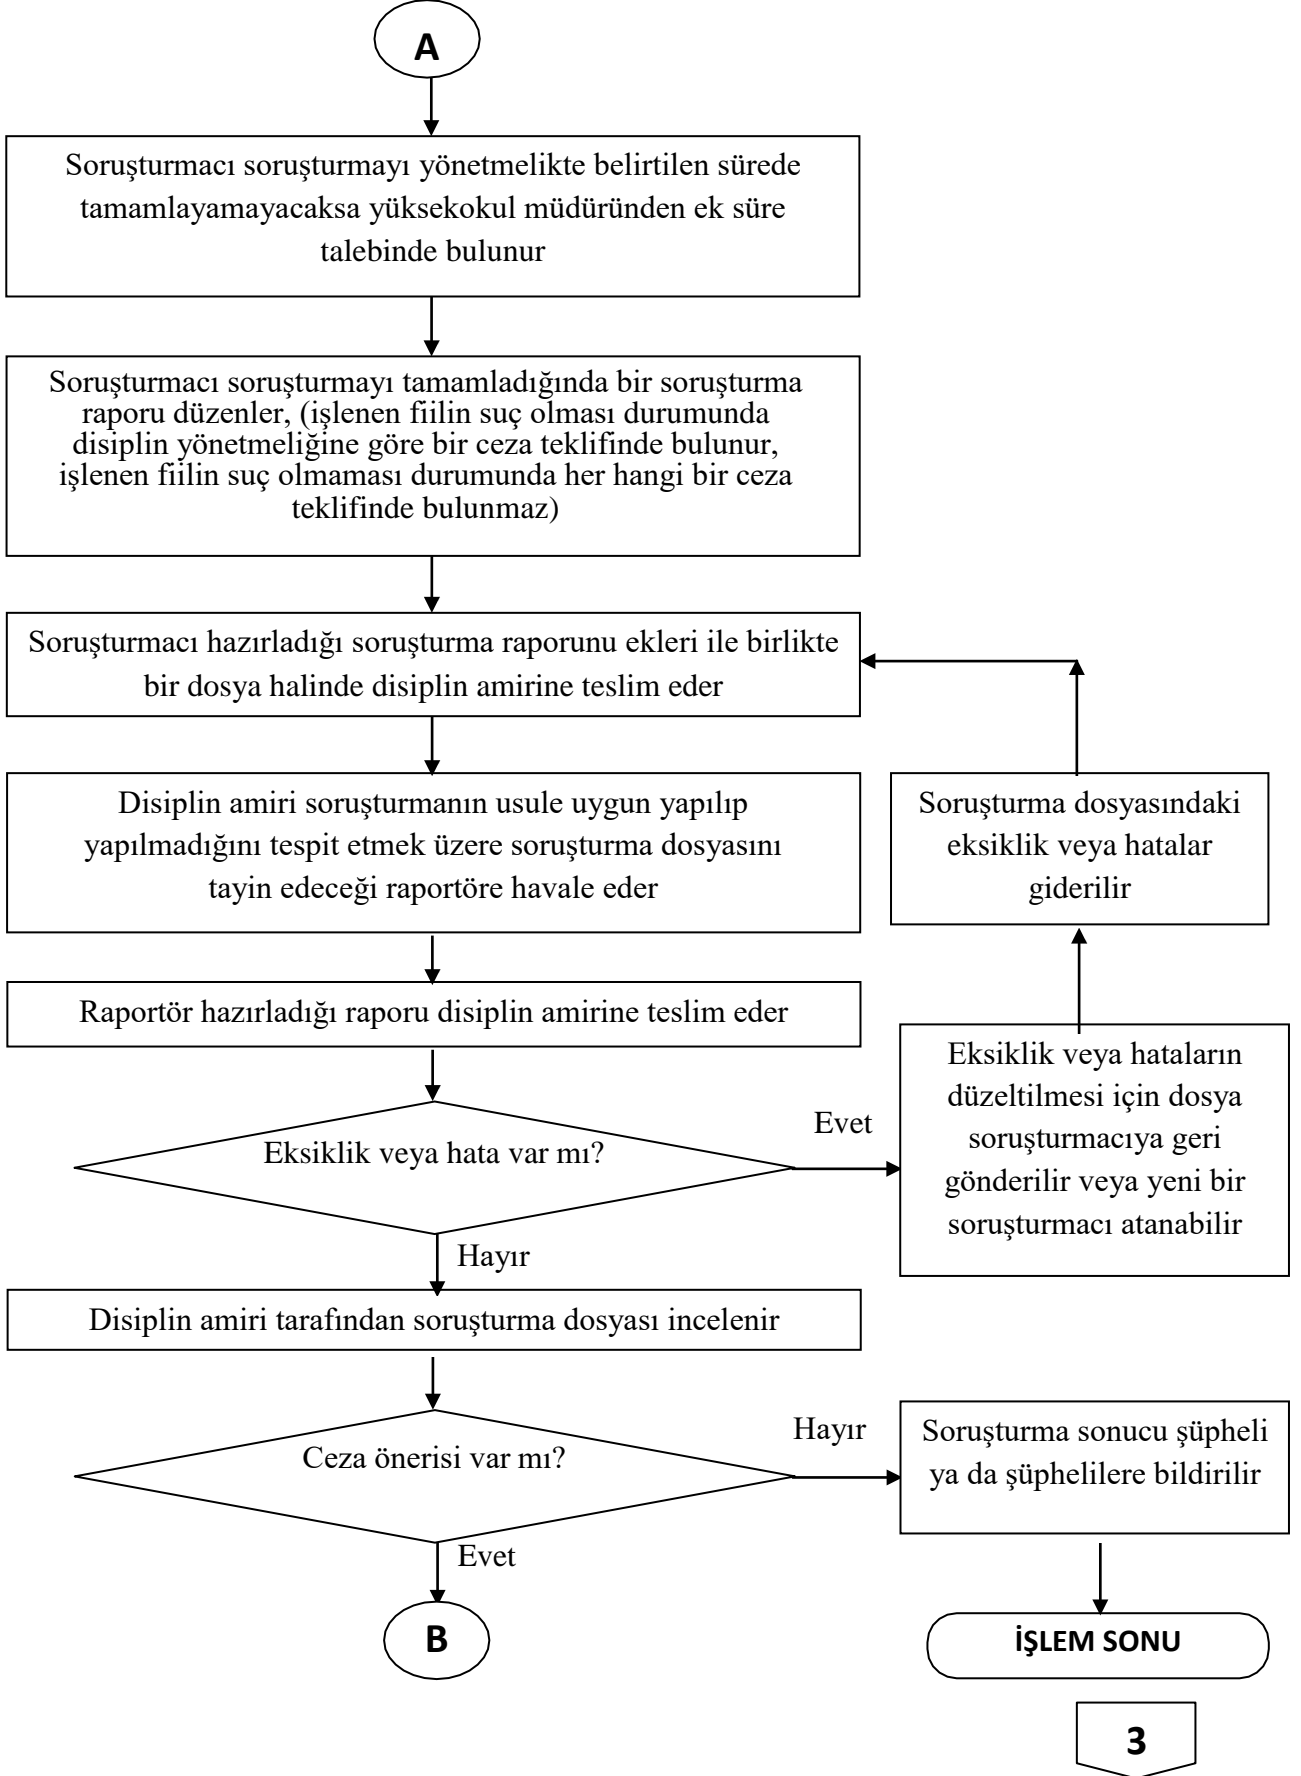 A
Soruşturmacı soruşturmayı yönetmelikte belirtilen sürede
tamamlayamayacaksa yüksekokul müdüründen ek süre
talebinde bulunur
Soruşturmacı soruşturmayı tamamladığında bir soruşturma
raporu düzenler, (işlenen fiilin suç olması durumunda
disiplin yönetmeliğine göre bir ceza teklifinde bulunur,
işlenen fiilin suç olmaması durumunda her hangi bir ceza
teklifinde bulunmaz)
Soruşturmacı hazırladığı soruşturma raporunu ekleri ile birlikte
bir dosya halinde disiplin amirine teslim eder
Disiplin amiri soruşturmanın usule uygun yapılıp
yapılmadığını tespit etmek üzere soruşturma dosyasını
tayin edeceği raportöre havale eder
Soruşturma dosyasındaki
eksiklik veya hatalar
giderilir
Raportör hazırladığı raporu disiplin amirine teslim eder
Eksiklik veya hata var mı?
Evet
Eksiklik veya hataların
düzeltilmesi için dosya
soruşturmacıya geri
gönderilir veya yeni bir
soruşturmacı atanabilir
Hayır
Disiplin amiri tarafından soruşturma dosyası incelenir
Ceza önerisi var mı?
Hayır
Soruşturma sonucu şüpheli
ya da şüphelilere bildirilir
Evet
B
İŞLEM SONU
3